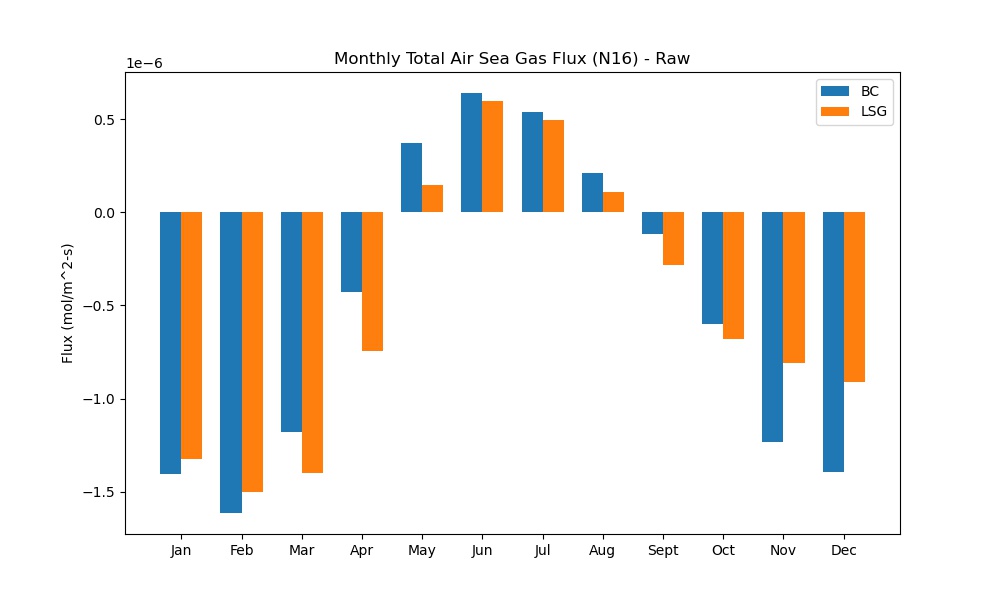 Monthly Total Air Sea Gas Flux (N16) - Raw
1e−6
BC
LSG
0.5
0.0
−0.5
−1.0
−1.5
Flux (mol/m^2-s)
Jan Feb Mar Apr May Jun Jul Aug Sept Oct Nov Dec